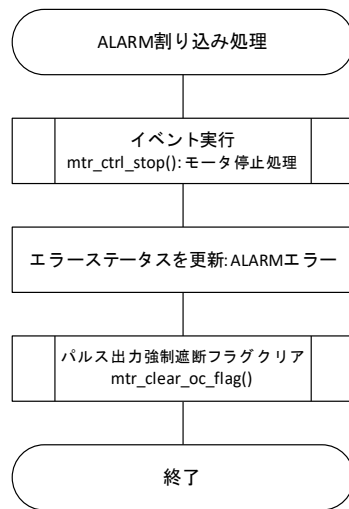 ALARM割り込み処理
イベント実行
mtr_ctrl_stop(): モータ停止処理
エラーステータスを更新: ALARMエラー
パルス出力強制遮断フラグクリア
mtr_clear_oc_flag()
終了